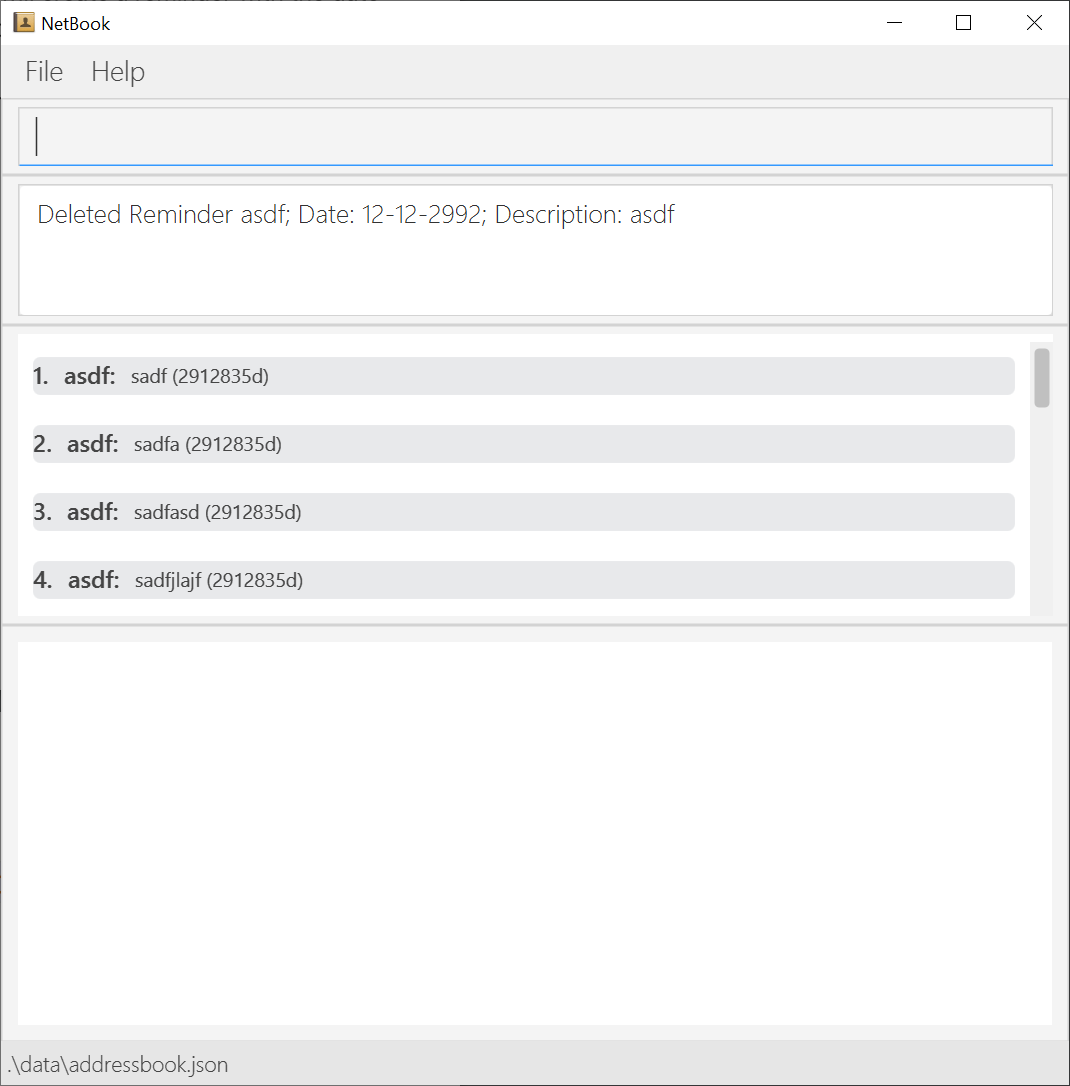 NetBook
File Help
Deleted Reminder asdf; Date: 12-12-2992; Description: asdf
1. asdf: sadf (2912835d)
2. asdf: sadfa (2912835d)
3. asdf: sadfasd (2912835d)
4. asdf: sadfjlajf (2912835d)
.\data\addressbook.json